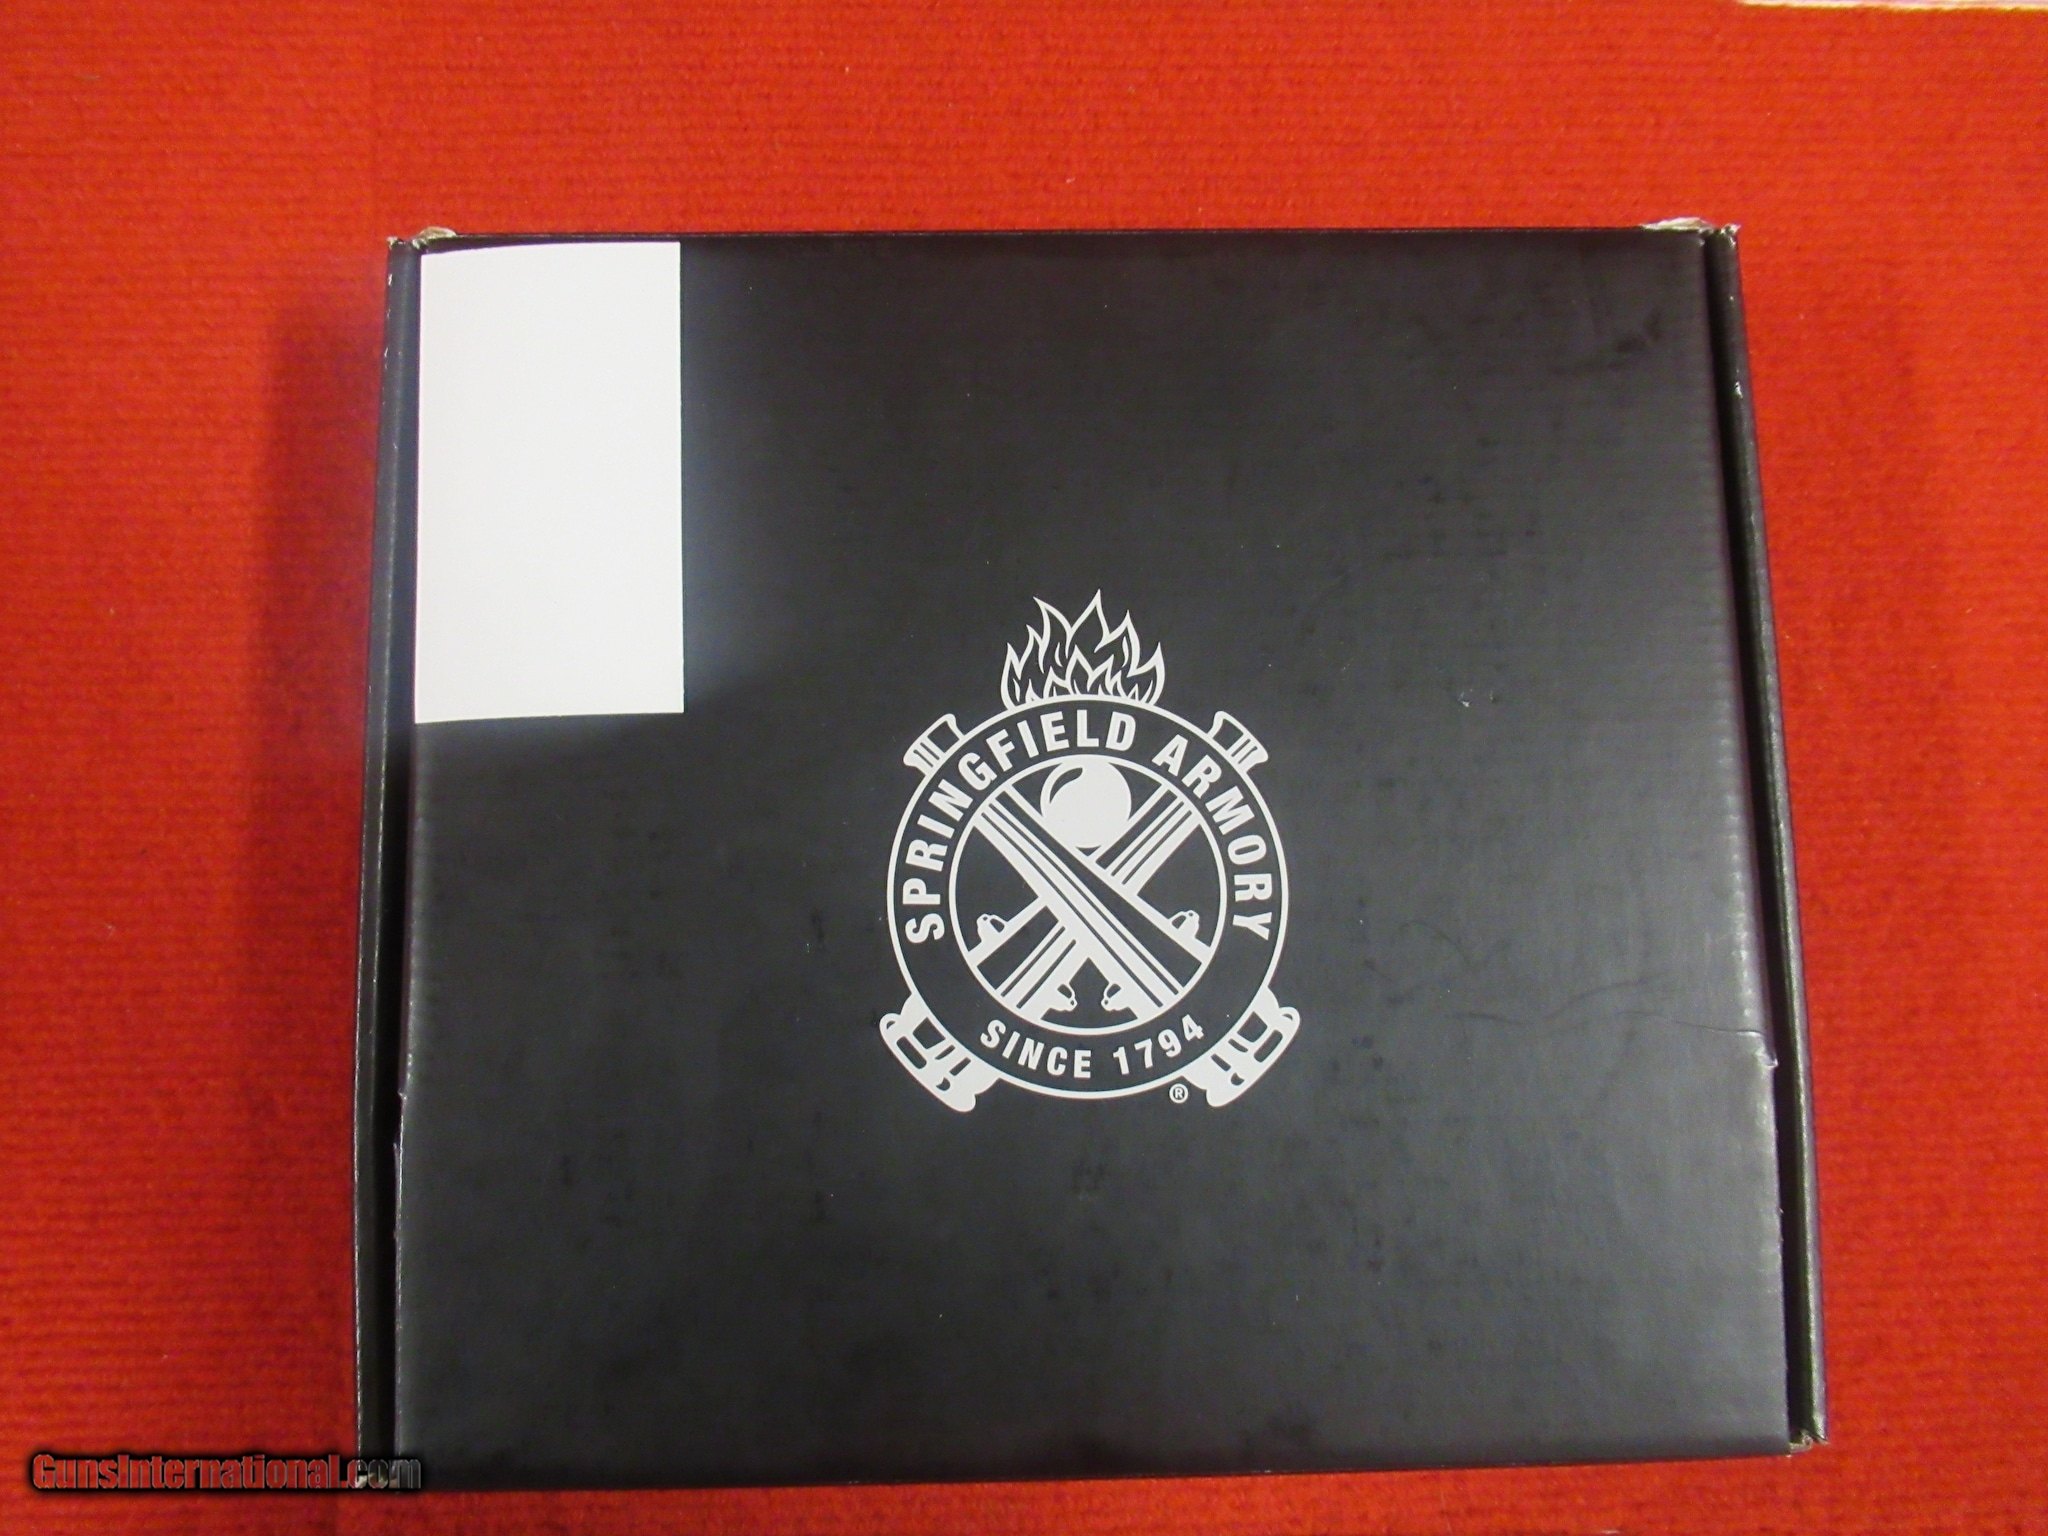 SPRINGFIELD ARMORY
SINCE 1794
®
GunsInternational.com